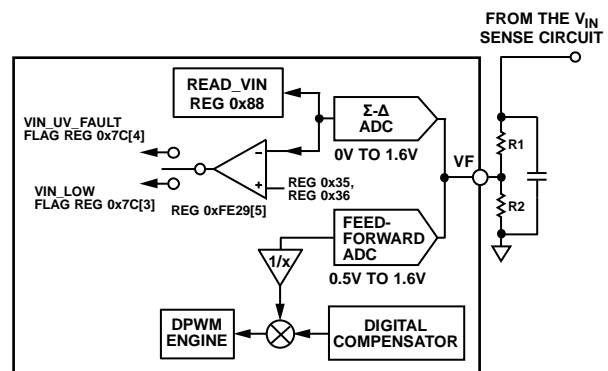 FROM THE VIN
SENSE CIRCUIT
READ_VIN
REG 0x88
Σ-Δ
ADC
0V TO 1.6V
VIN_UV_FAULT
FLAG REG 0x7C[4]
VIN_LOW
FLAG REG 0x7C[3]
−
+
REG 0x35,
REG 0x36
REG 0xFE29[5]
VF
R1
R2
FEED-
FORWARD
ADC
0.5V TO 1.6V
1/x
DPWM
ENGINE
DIGITAL
COMPENSATOR